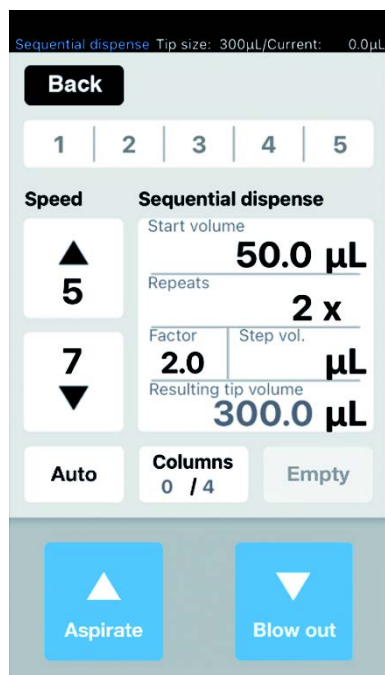 Sequential dispense Tip size: 300µL/Current: 0.0µL
Back
1 2 3 4 5
Speed
5
7
Sequential dispense
Start volume
50.0 µL
Repeats
2 x
Factor Step vol.
2.0 µL
Resulting tip volume
300.0 µL
Auto
Columns
0 / 4
Empty
Aspirate
Blow out